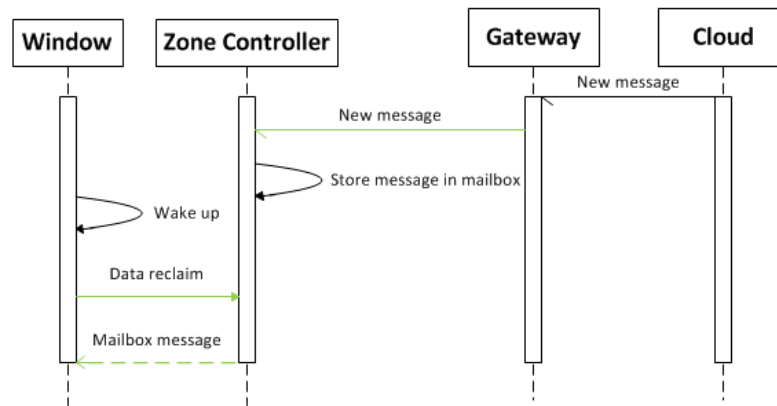 Window
Zone Controller
Gateway
Cloud
New message
New message
Store message in mailbox
Wake up
Data reclaim
Mailbox message